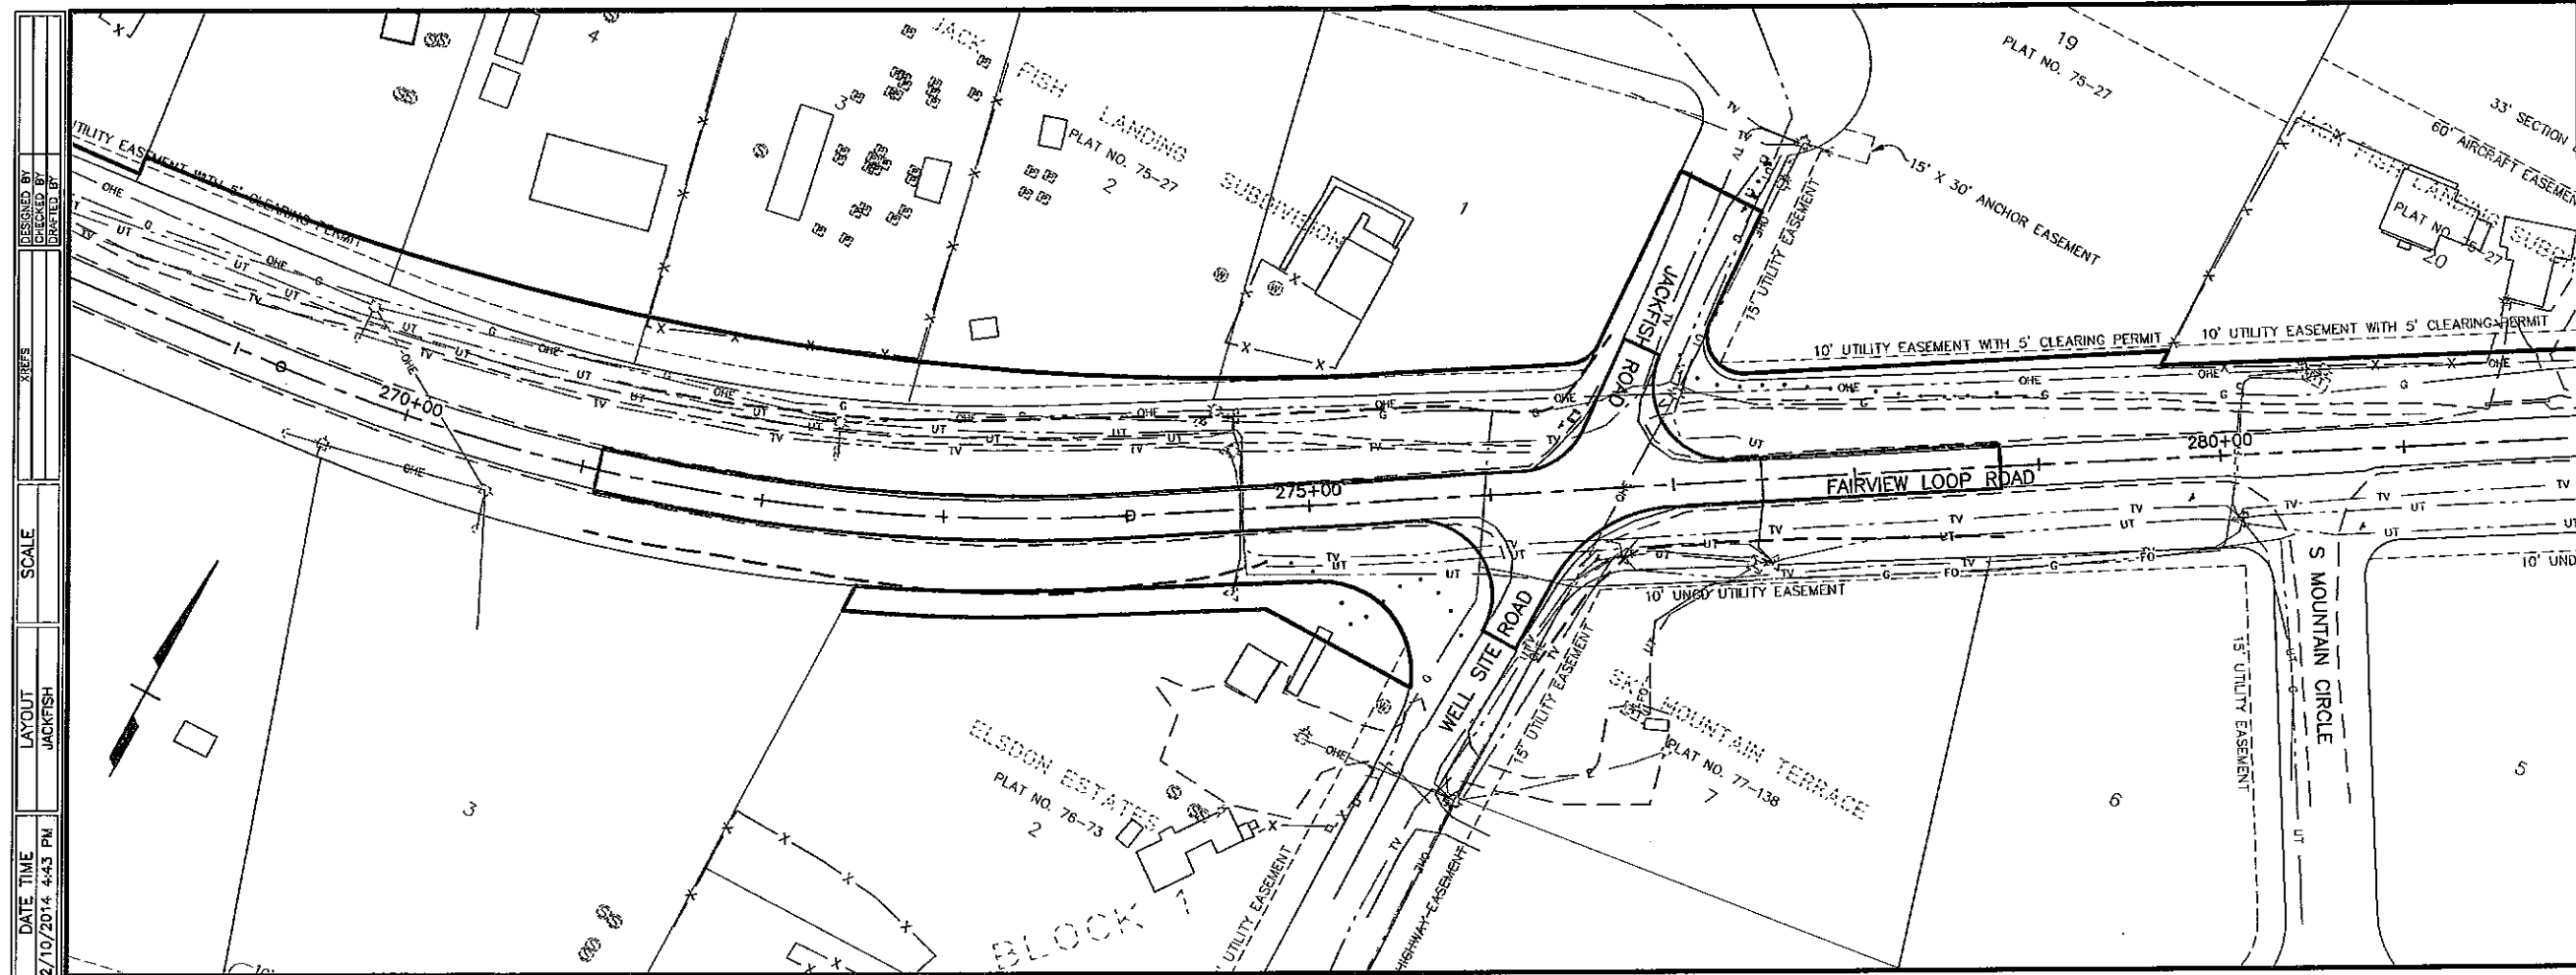 DESIGNED BY
CHECKED BY
DRAFTED BY
XREFS
SCALE
LAYOUT
JACKFISH
DATE TIME
2/10/2014 4:43 PM
UTILITY EASEMENT WITH 5' CLEARING PERMIT
4
3
JACK FISH LANDING SUBDIVISION
PLAT NO. 75-27
2
1
19
PLAT NO. 75-27
33' SECTION
60' AIRCRAFT EASEMENT
JACK FISH LANDING
PLAT NO. 75-27
20
15' X 30' ANCHOR EASEMENT
15' UTILITY EASEMENT
JACKFISH ROAD
ROAD
10' UTILITY EASEMENT WITH 5' CLEARING PERMIT
10' UTILITY EASEMENT WITH 5' CLEARING PERMIT
270+00
275+00
280+00
FAIRVIEW LOOP ROAD
OHE
UT
TV
G
FO
S
SS
W
10' UNGD UTILITY EASEMENT
10' UND
WELL SITE ROAD
15' UTILITY EASEMENT
15' UTILITY EASEMENT
S MOUNTAIN CIRCLE
3
ELSDON ESTATES
PLAT NO. 76-73
2
BLOCK 1
UTILITY EASEMENT
HIGHWAY EASEMENT
MOUNTAIN TERRACE
PLAT NO. 77-138
7
6
5